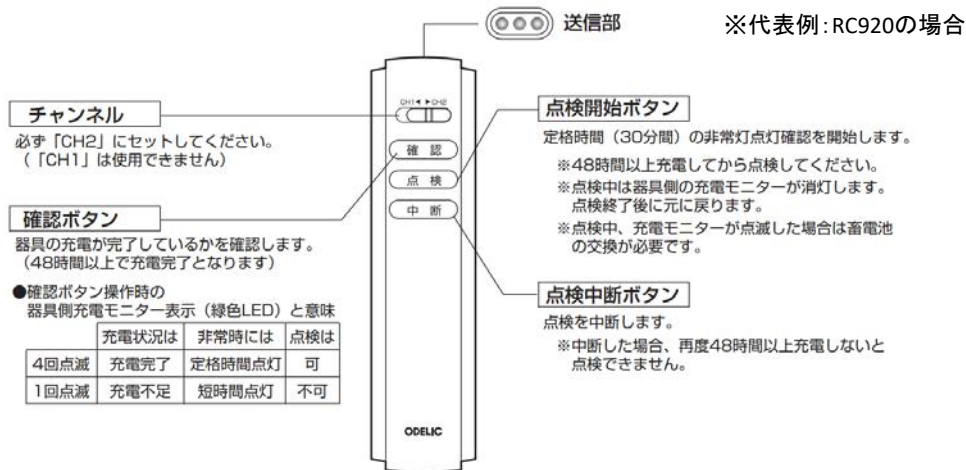 送信部
※代表例:RC920の場合
チャンネル
必ず「CH2」にセットしてください。
(「CH1」は使用できません)
確認ボタン
器具の充電が完了しているかを確認します。
(48時間以上で充電完了となります)
●確認ボタン操作時の
器具側充電モニター表示(緑色LED)と意味
充電状況は 非常時には 点検は
4回点滅 充電完了 定格時間点灯 可
1回点滅 充電不足 短時間点灯 不可
CH1◀ ▶CH2
確 認
点 検
中 断
ODELIC
点検開始ボタン
定格時間(30分間)の非常灯点灯確認を開始します。
※48時間以上充電してから点検してください。
※点検中は器具側の充電モニターが消灯します。
点検終了後に元に戻ります。
※点検中、充電モニターが点滅した場合は畜電池
の交換が必要です。
点検中断ボタン
点検を中断します。
※中断した場合、再度48時間以上充電しないと
点検できません。